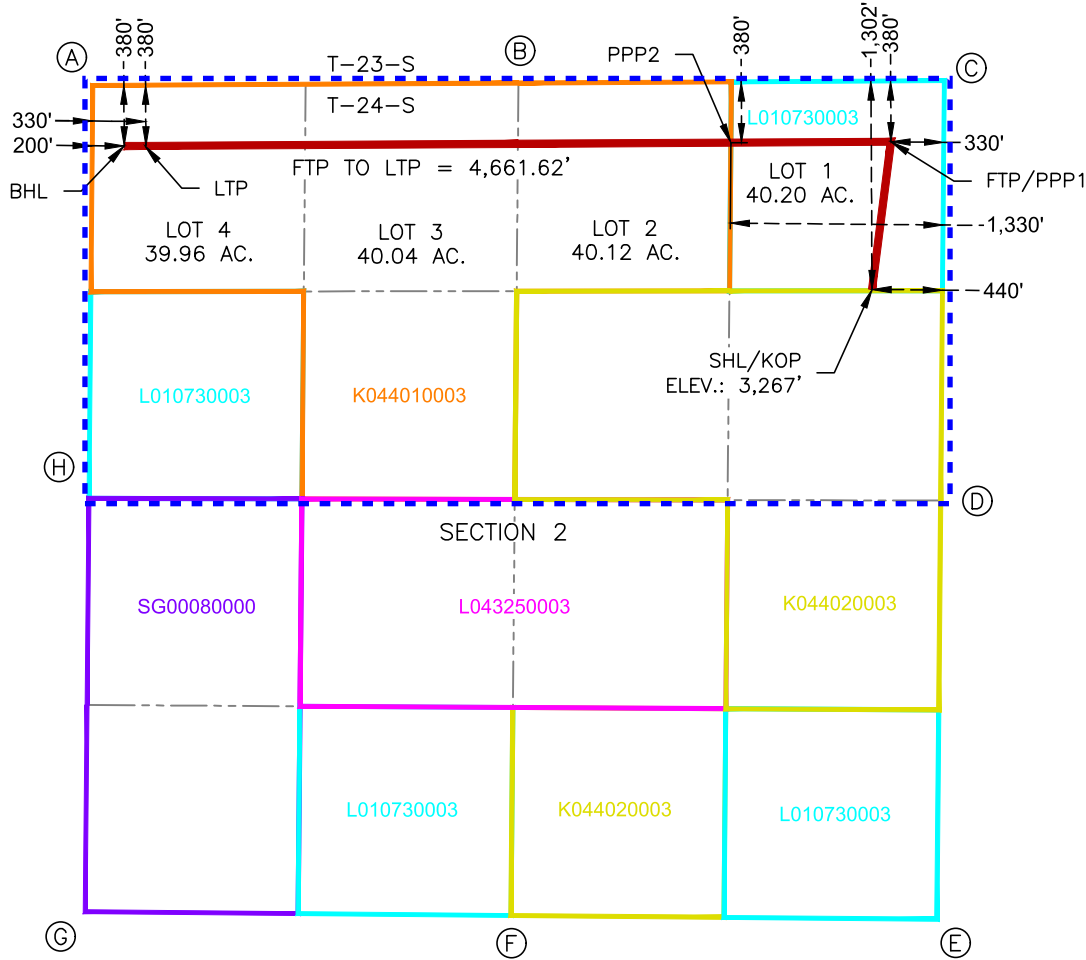 380'
380'
380'
1,302'
380'
A
B
C
PPP2
T-23-S
T-24-S
L010730003
330'
200'
330'
BHL
LTP
FTP TO LTP = 4,661.62'
LOT 1
40.20 AC.
FTP/PPP1
LOT 4
39.96 AC.
LOT 3
40.04 AC.
LOT 2
40.12 AC.
1,330'
440'
SHL/KOP
ELEV.: 3,267'
L010730003
K044010003
H
D
SECTION 2
SG00080000
L043250003
K044020003
L010730003
K044020003
L010730003
G
F
E